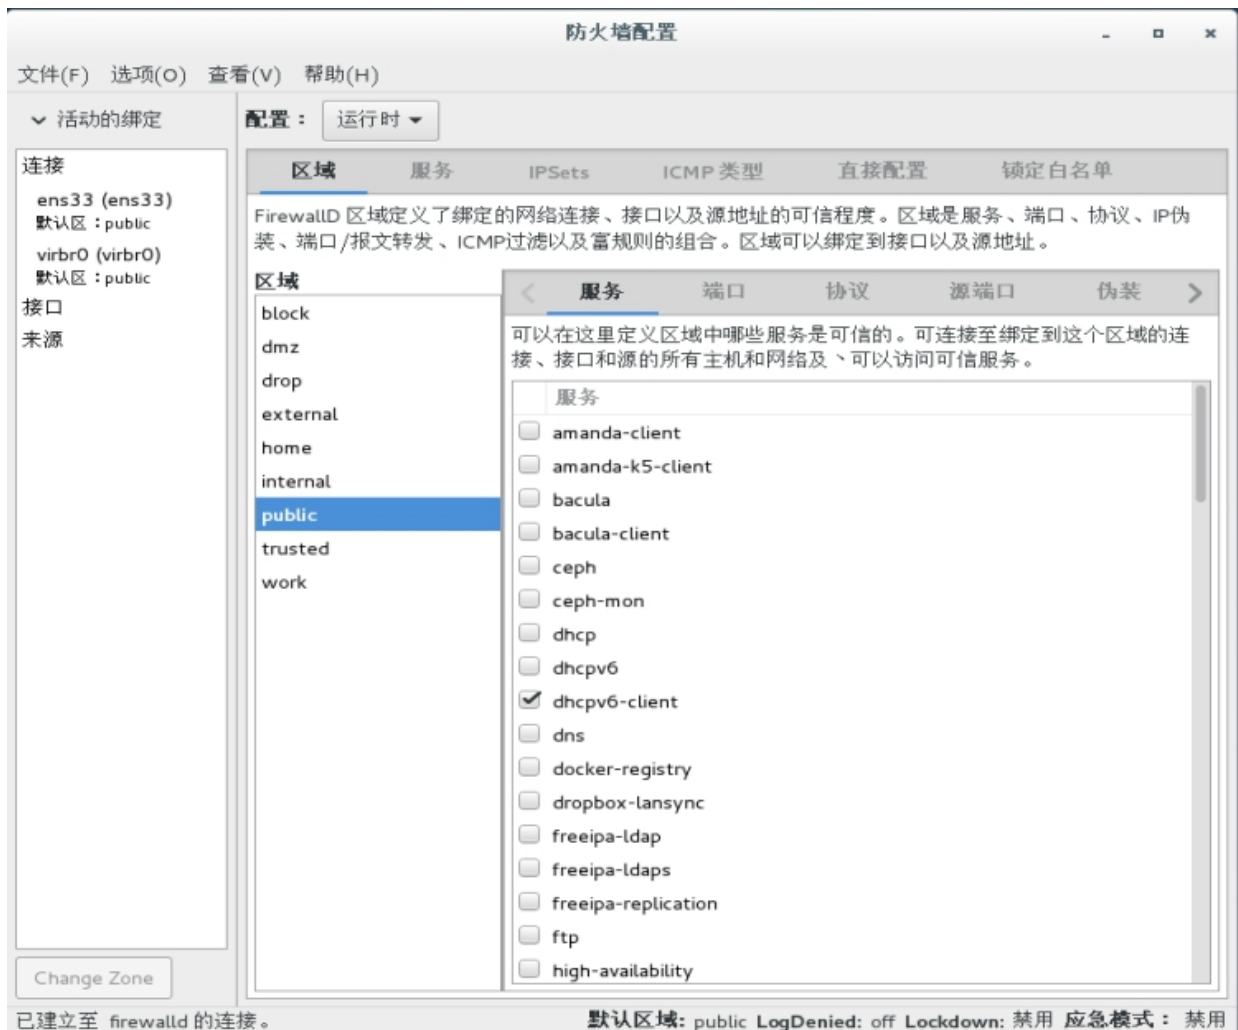 防火墙配置
文件(F) 选项(O) 查看(V) 帮助(H)
活动的绑定
配置： 运行时
连接
ens33 (ens33)
默认区：public
virbr0 (virbr0)
默认区：public
接口
来源
Change Zone
区域 服务 IPSets ICMP 类型 直接配置 锁定白名单
FirewallD 区域定义了绑定的网络连接、接口以及源地址的可信程度。区域是服务、端口、协议、IP伪
装、端口/报文转发、ICMP过滤以及富规则的组合。区域可以绑定到接口以及源地址。
区域
block
dmz
drop
external
home
internal
public
trusted
work
服务 端口 协议 源端口 伪装
可以在这里定义区域中哪些服务是可信的。可连接至绑定到这个区域的连
接、接口和源的所有主机和网络及丶可以访问可信服务。
服务
amanda-client
amanda-k5-client
bacula
bacula-client
ceph
ceph-mon
dhcp
dhcpv6
dhcpv6-client
dns
docker-registry
dropbox-lansync
freeipa-ldap
freeipa-ldaps
freeipa-replication
ftp
high-availability
已建立至 firewalld 的连接。
默认区域: public LogDenied: off Lockdown: 禁用 应急模式： 禁用